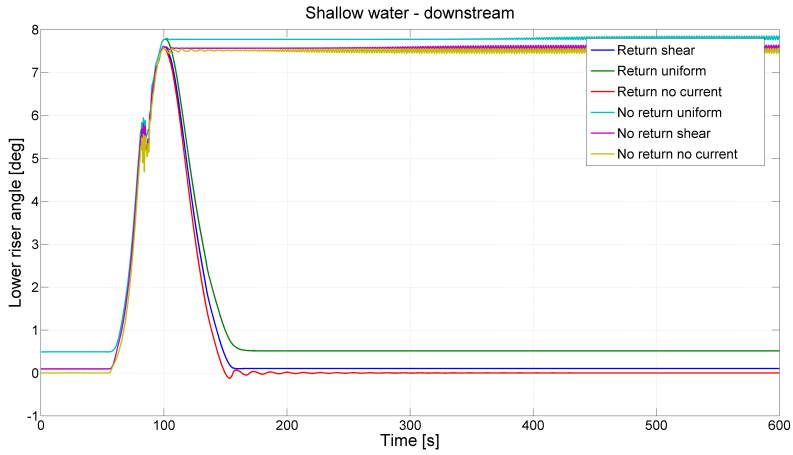 Shallow water - downstream
Lower riser angle [deg]
8
7
6
5
4
3
2
1
0
-1
Return shear
Return uniform
Return no current
No return uniform
No return shear
No return no current
0 100 200 300 400 500 600
Time [s]